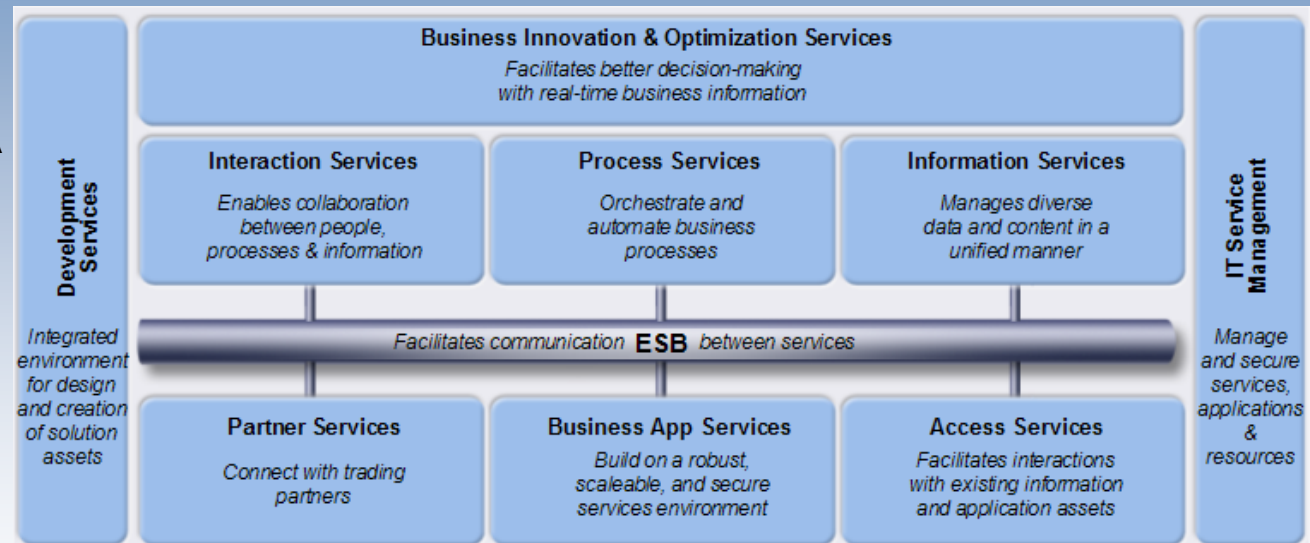 Business Innovation & Optimization Services
Facilitates better decision-making
with real-time business information
Development
Services
Integrated
environment
for design
and creation
of solution
assets
Interaction Services
Enables collaboration
between people,
processes & information
Process Services
Orchestrate and
automate business
processes
Information Services
Manages diverse
data and content in a
unified manner
Facilitates communication ESB between services
Partner Services
Connect with trading
partners
Business App Services
Build on a robust,
scaleable, and secure
services environment
Access Services
Facilitates interactions
with existing information
and application assets
IT Service
Management
Manage
and secure
services,
applications
&
resources